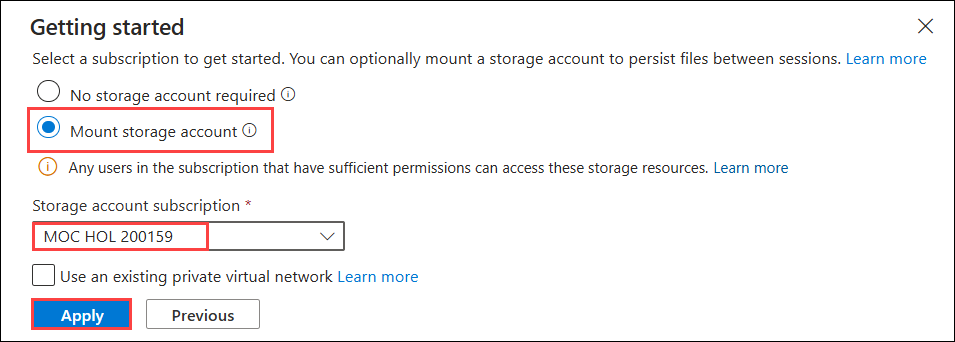 Getting started
Select a subscription to get started. You can optionally mount a storage account to persist files between sessions. Learn more
No storage account required
Mount storage account
Any users in the subscription that have sufficient permissions can access these storage resources. Learn more
Storage account subscription *
MOC HOL 200159
Use an existing private virtual network Learn more
Apply Previous